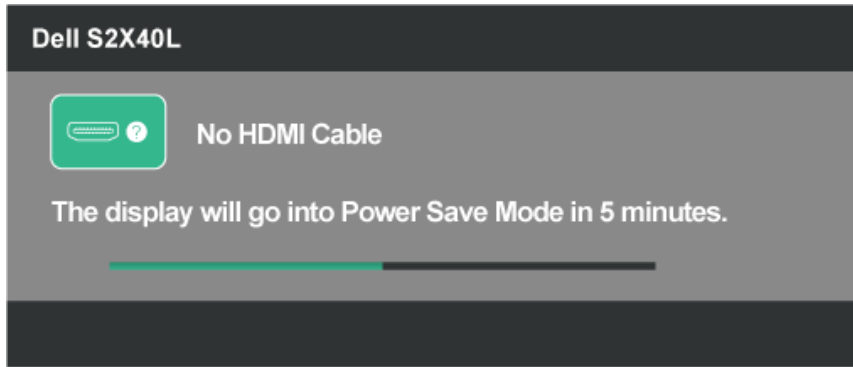 Dell S2X40L
No HDMI Cable
The display will go into Power Save Mode in 5 minutes.